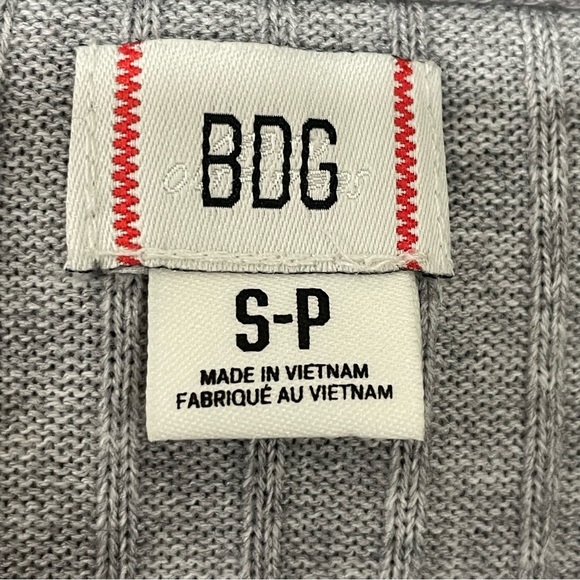 BDG
S-P
MADE IN VIETNAM
FABRIQUÉ AU VIETNAM